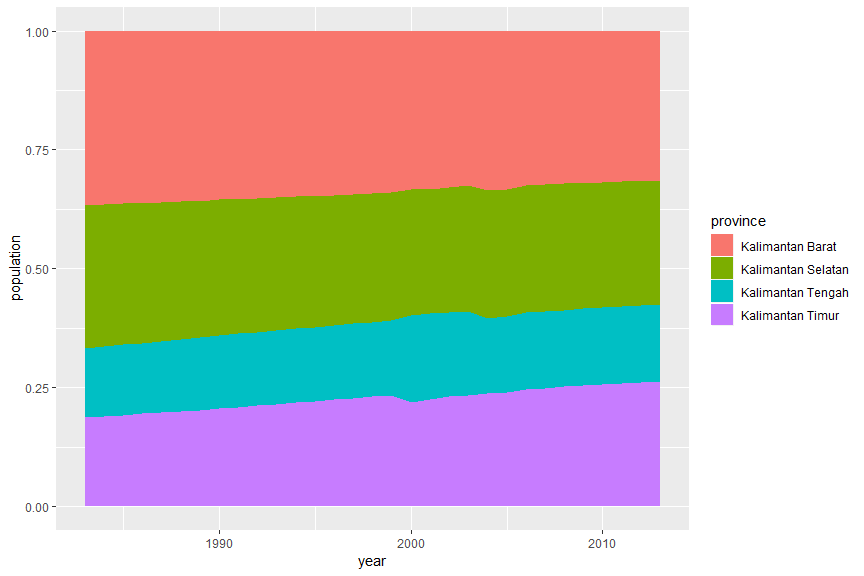 1.00
0.75
0.50
0.25
0.00
population
1990
2000
2010
year
province
Kalimantan Barat
Kalimantan Selatan
Kalimantan Tengah
Kalimantan Timur